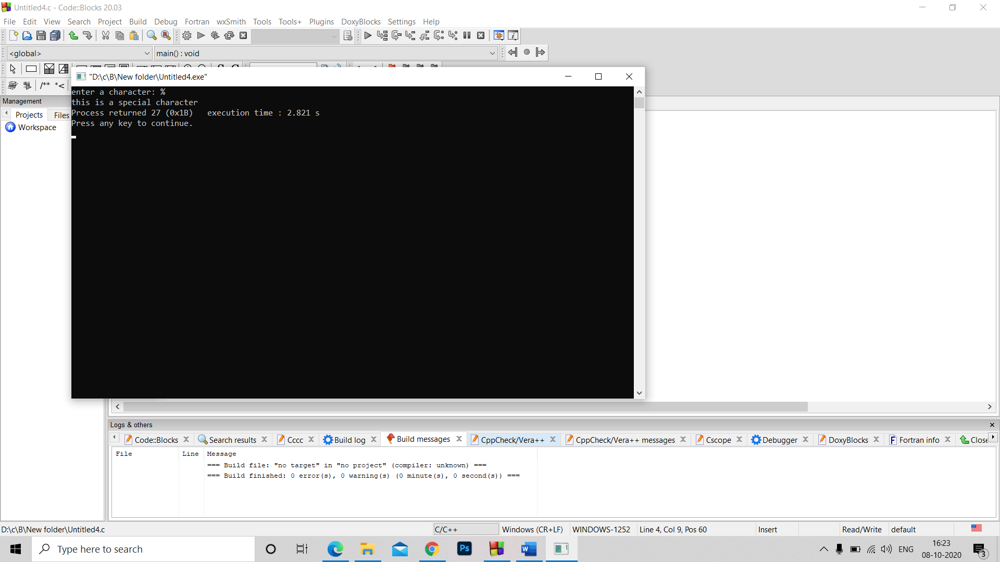 Untitled4.c - Code::Blocks 20.03
File Edit View Search Project Build Debug Fortran wxSmith Tools Tools+ Plugins DoxyBlocks Settings Help
<global> main() : void
/** *<
Management
Projects Files
Workspace
"D:\c\B\New folder\Untitled4.exe"
enter a character: %
this is a special character
Process returned 27 (0x1B)   execution time : 2.821 s
Press any key to continue.
Logs & others
Code::Blocks Search results Cccc Build log Build messages CppCheck/Vera++ CppCheck/Vera++ messages Cscope Debugger DoxyBlocks Fortran info Close
File Line Message
=== Build file: "no target" in "no project" (compiler: unknown) ===
=== Build finished: 0 error(s), 0 warning(s) (0 minute(s), 0 second(s)) ===
D:\c\B\New folder\Untitled4.c C/C++ Windows (CR+LF) WINDOWS-1252 Line 4, Col 9, Pos 60 Insert Read/Write default
Type here to search
Ps
ENG
16:23
08-10-2020
3